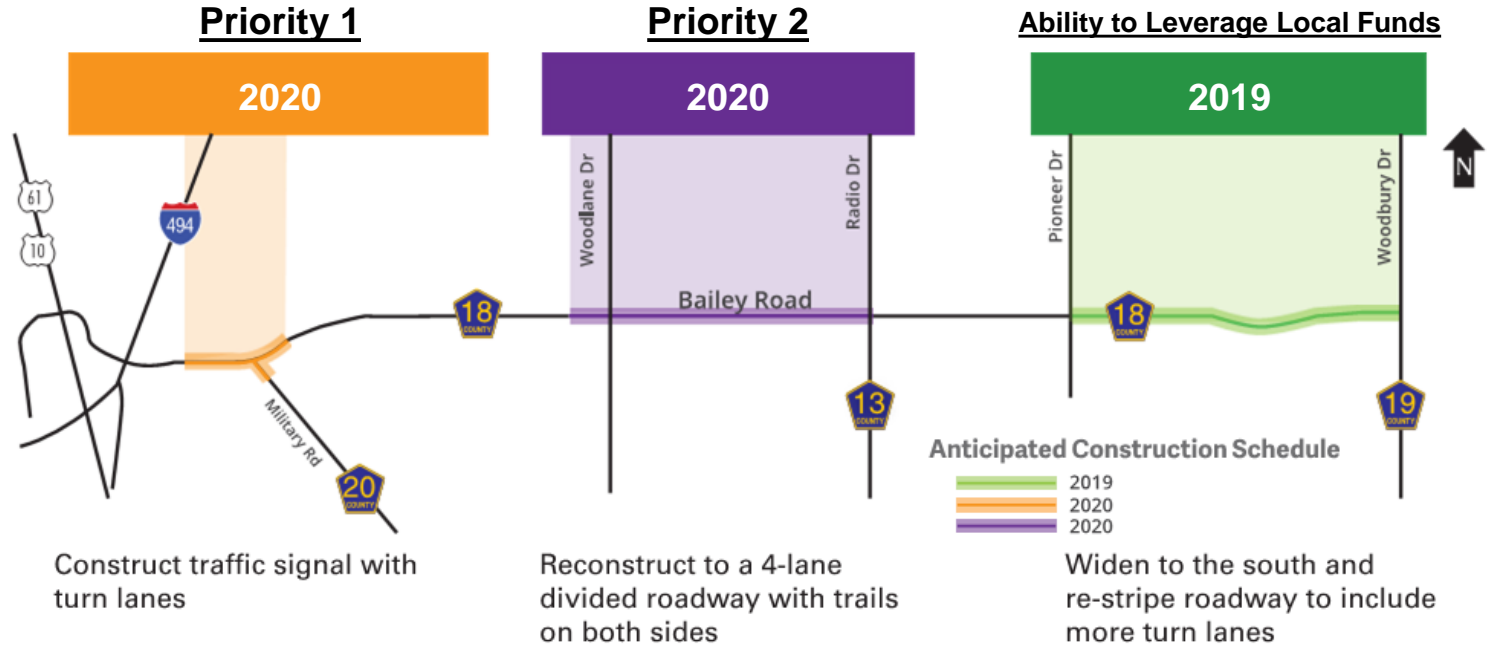 Priority 1
Priority 2
Ability to Leverage Local Funds
2020
2020
2019
N
61
10
494
Woodlane Dr
Radio Dr
Pioneer Dr
Woodbury Dr
Bailey Road
18
COUNTY
18
COUNTY
Military Rd
20
COUNTY
13
COUNTY
19
COUNTY
Anticipated Construction Schedule
2019
2020
2020
Construct traffic signal with
turn lanes
Reconstruct to a 4-lane
divided roadway with trails
on both sides
Widen to the south and
re-stripe roadway to include
more turn lanes